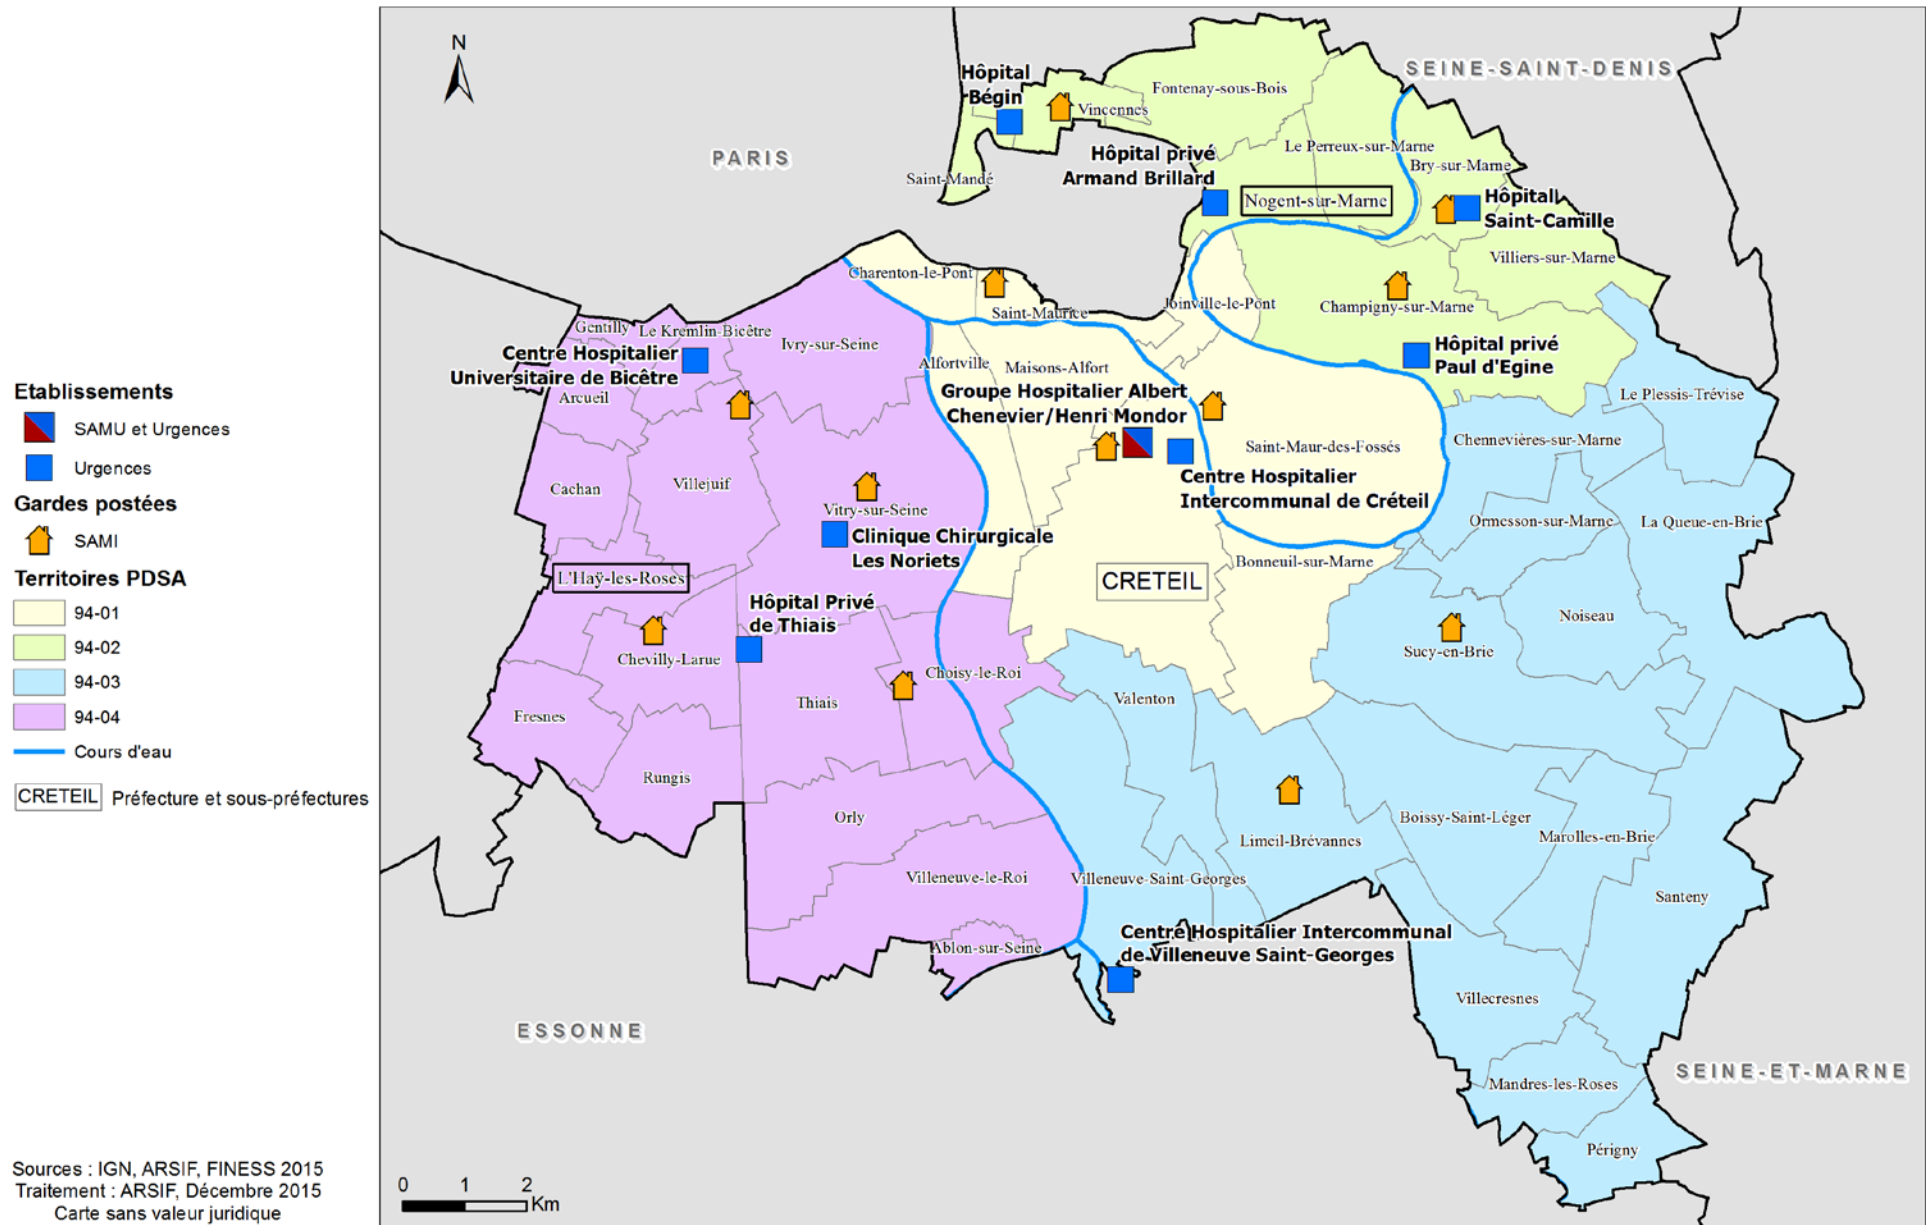 N
SEINE-SAINT-DENIS
PARIS
ESSONNE
SEINE-ET-MARNE
Hôpital
Bégin
Vincennes
Fontenay-sous-Bois
Saint-Mandé
Hôpital privé
Armand Brillard
Le Perreux-sur-Marne
Bry-sur-Marne
Nogent-sur-Marne
Hôpital
Saint-Camille
Villiers-sur-Marne
Champigny-sur-Marne
Charenton-le-Pont
Saint-Maurice
Joinville-le-Pont
Hôpital privé
Paul d'Egine
Gentilly
Le Kremlin-Bicêtre
Ivry-sur-Seine
Centre Hospitalier
Universitaire de Bicêtre
Arcueil
Alfortville
Maisons-Alfort
Groupe Hospitalier Albert
Chenevier/Henri Mondor
Le Plessis-Trévise
Chennevières-sur-Marne
Saint-Maur-des-Fossés
Centre Hospitalier
Intercommunal de Créteil
Cachan
Villejuif
Vitry-sur-Seine
Clinique Chirurgicale
Les Noriets
Ormesson-sur-Marne
La Queue-en-Brie
Bonneuil-sur-Marne
L'Haÿ-les-Roses
CRETEIL
Hôpital Privé
de Thiais
Noiseau
Sucy-en-Brie
Chevilly-Larue
Choisy-le-Roi
Thiais
Valenton
Fresnes
Rungis
Orly
Limeil-Brévannes
Boissy-Saint-Léger
Marolles-en-Brie
Villeneuve-le-Roi
Villeneuve-Saint-Georges
Santeny
Ablon-sur-Seine
Centre Hospitalier Intercommunal
de Villeneuve Saint-Georges
Villecresnes
Mandres-les-Roses
Périgny
Etablissements
SAMU et Urgences
Urgences
Gardes postées
SAMI
Territoires PDSA
94-01
94-02
94-03
94-04
Cours d'eau
CRETEIL Préfecture et sous-préfectures
Sources : IGN, ARSIF, FINESS 2015
Traitement : ARSIF, Décembre 2015
Carte sans valeur juridique
0 1 2
Km